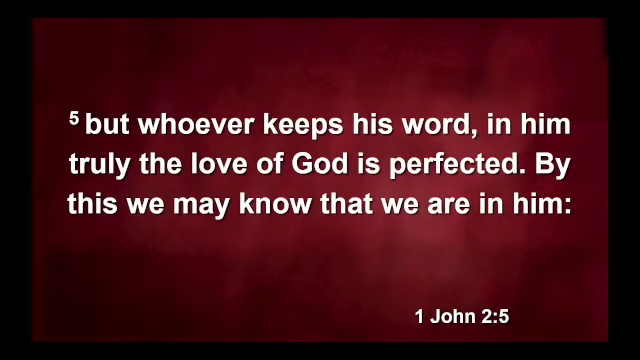 5 but whoever keeps his word, in him
truly the love of God is perfected. By
this we may know that we are in him:
1 John 2:5